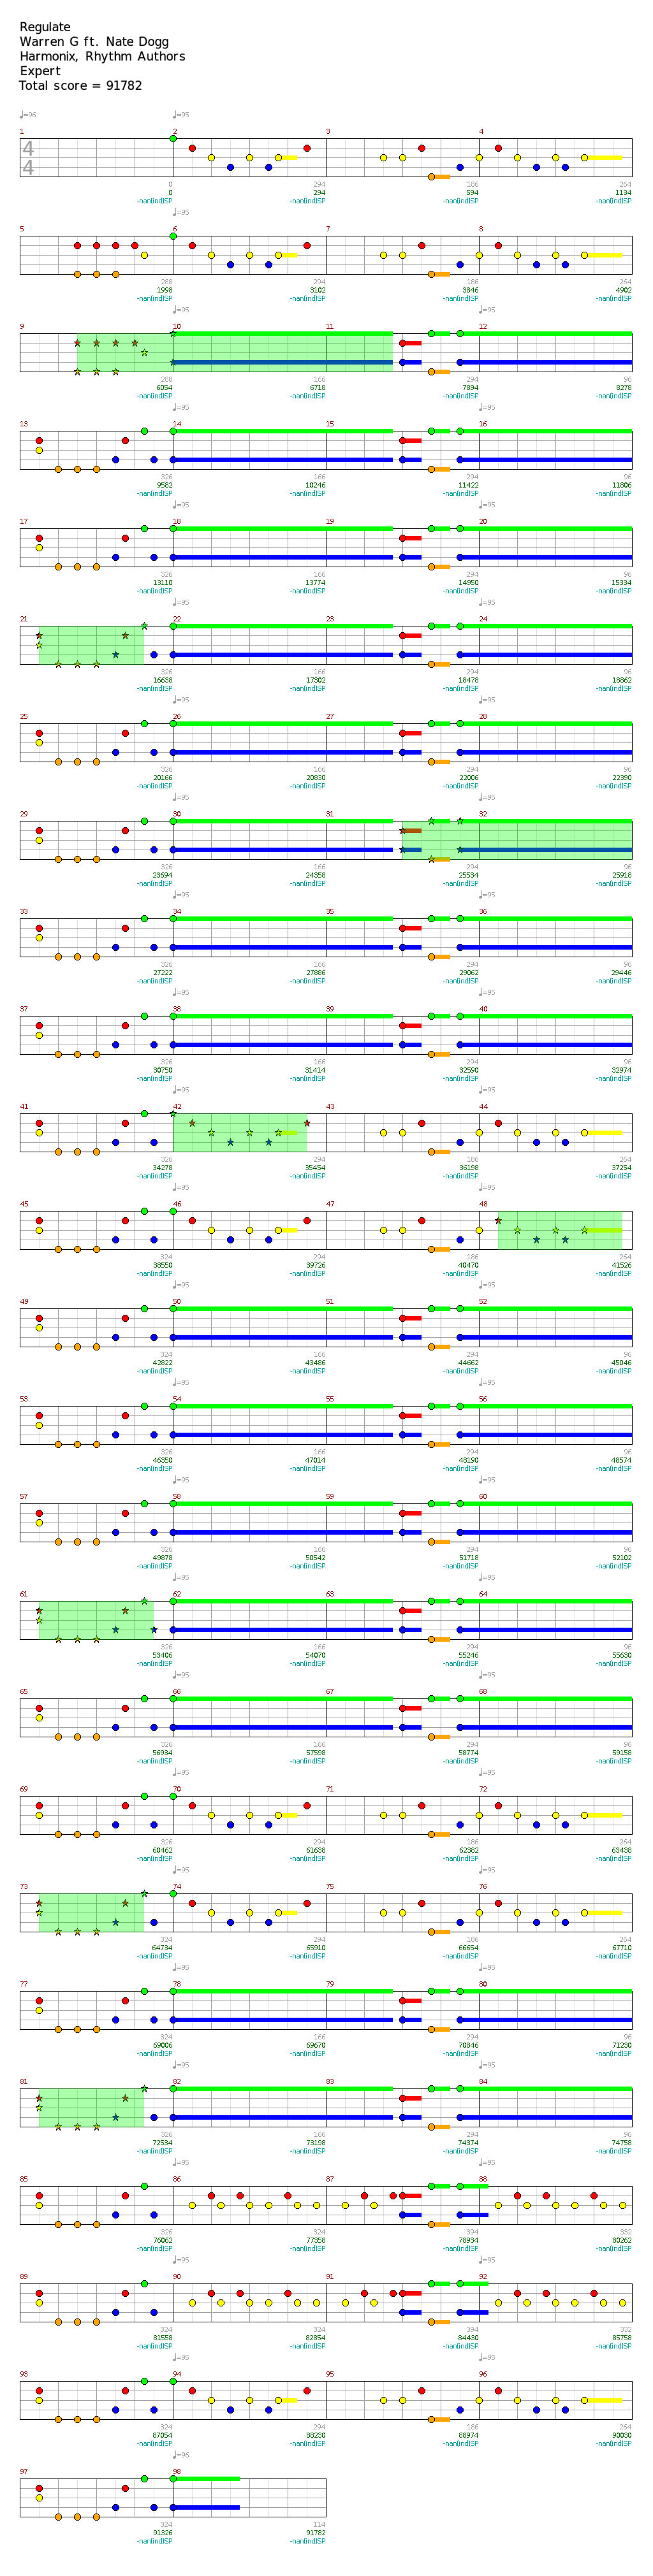 Regulate
Warren G ft. Nate Dogg
Harmonix, Rhythm Authors
Expert
Total score = 91782
♩=96 ♩=95
1 2 3 4
4
4
0 294 186 264
0 294 594 1134
-nan(ind)SP -nan(ind)SP -nan(ind)SP -nan(ind)SP
♩=95
5 6 7 8
288 294 186 264
1998 3102 3846 4902
-nan(ind)SP -nan(ind)SP -nan(ind)SP -nan(ind)SP
♩=95
9 10 11 12
288 166 294 96
6054 6718 7894 8278
-nan(ind)SP -nan(ind)SP -nan(ind)SP -nan(ind)SP
♩=95
13 14 15 16
326 166 294 96
9582 10246 11422 11806
-nan(ind)SP -nan(ind)SP -nan(ind)SP -nan(ind)SP
♩=95
17 18 19 20
326 166 294 96
13110 13774 14950 15334
-nan(ind)SP -nan(ind)SP -nan(ind)SP -nan(ind)SP
♩=95
21 22 23 24
326 166 294 96
16638 17302 18478 18862
-nan(ind)SP -nan(ind)SP -nan(ind)SP -nan(ind)SP
♩=95
25 26 27 28
326 166 294 96
20166 20830 22006 22390
-nan(ind)SP -nan(ind)SP -nan(ind)SP -nan(ind)SP
♩=95
29 30 31 32
326 166 294 96
23694 24358 25534 25918
-nan(ind)SP -nan(ind)SP -nan(ind)SP -nan(ind)SP
♩=95
33 34 35 36
326 166 294 96
27222 27886 29062 29446
-nan(ind)SP -nan(ind)SP -nan(ind)SP -nan(ind)SP
♩=95
37 38 39 40
326 166 294 96
30750 31414 32590 32974
-nan(ind)SP -nan(ind)SP -nan(ind)SP -nan(ind)SP
♩=95
41 42 43 44
326 294 186 264
34278 35454 36198 37254
-nan(ind)SP -nan(ind)SP -nan(ind)SP -nan(ind)SP
♩=95
45 46 47 48
324 294 186 264
38550 39726 40470 41526
-nan(ind)SP -nan(ind)SP -nan(ind)SP -nan(ind)SP
♩=95
49 50 51 52
324 166 294 96
42822 43486 44662 45046
-nan(ind)SP -nan(ind)SP -nan(ind)SP -nan(ind)SP
♩=95
53 54 55 56
326 166 294 96
46350 47014 48190 48574
-nan(ind)SP -nan(ind)SP -nan(ind)SP -nan(ind)SP
♩=95
57 58 59 60
326 166 294 96
49878 50542 51718 52102
-nan(ind)SP -nan(ind)SP -nan(ind)SP -nan(ind)SP
♩=95
61 62 63 64
326 166 294 96
53406 54070 55246 55630
-nan(ind)SP -nan(ind)SP -nan(ind)SP -nan(ind)SP
♩=95
65 66 67 68
326 166 294 96
56934 57598 58774 59158
-nan(ind)SP -nan(ind)SP -nan(ind)SP -nan(ind)SP
♩=95
69 70 71 72
326 294 186 264
60462 61638 62382 63438
-nan(ind)SP -nan(ind)SP -nan(ind)SP -nan(ind)SP
♩=95
73 74 75 76
324 294 186 264
64734 65910 66654 67710
-nan(ind)SP -nan(ind)SP -nan(ind)SP -nan(ind)SP
♩=95
77 78 79 80
324 166 294 96
69006 69670 70846 71230
-nan(ind)SP -nan(ind)SP -nan(ind)SP -nan(ind)SP
♩=95
81 82 83 84
326 166 294 96
72534 73198 74374 74758
-nan(ind)SP -nan(ind)SP -nan(ind)SP -nan(ind)SP
♩=95
85 86 87 88
326 324 394 332
76062 77358 78934 80262
-nan(ind)SP -nan(ind)SP -nan(ind)SP -nan(ind)SP
♩=95
89 90 91 92
324 324 394 332
81558 82854 84430 85758
-nan(ind)SP -nan(ind)SP -nan(ind)SP -nan(ind)SP
♩=95
93 94 95 96
324 294 186 264
87054 88230 88974 90030
-nan(ind)SP -nan(ind)SP -nan(ind)SP -nan(ind)SP
♩=96
97 98
324 114
91326 91782
-nan(ind)SP -nan(ind)SP